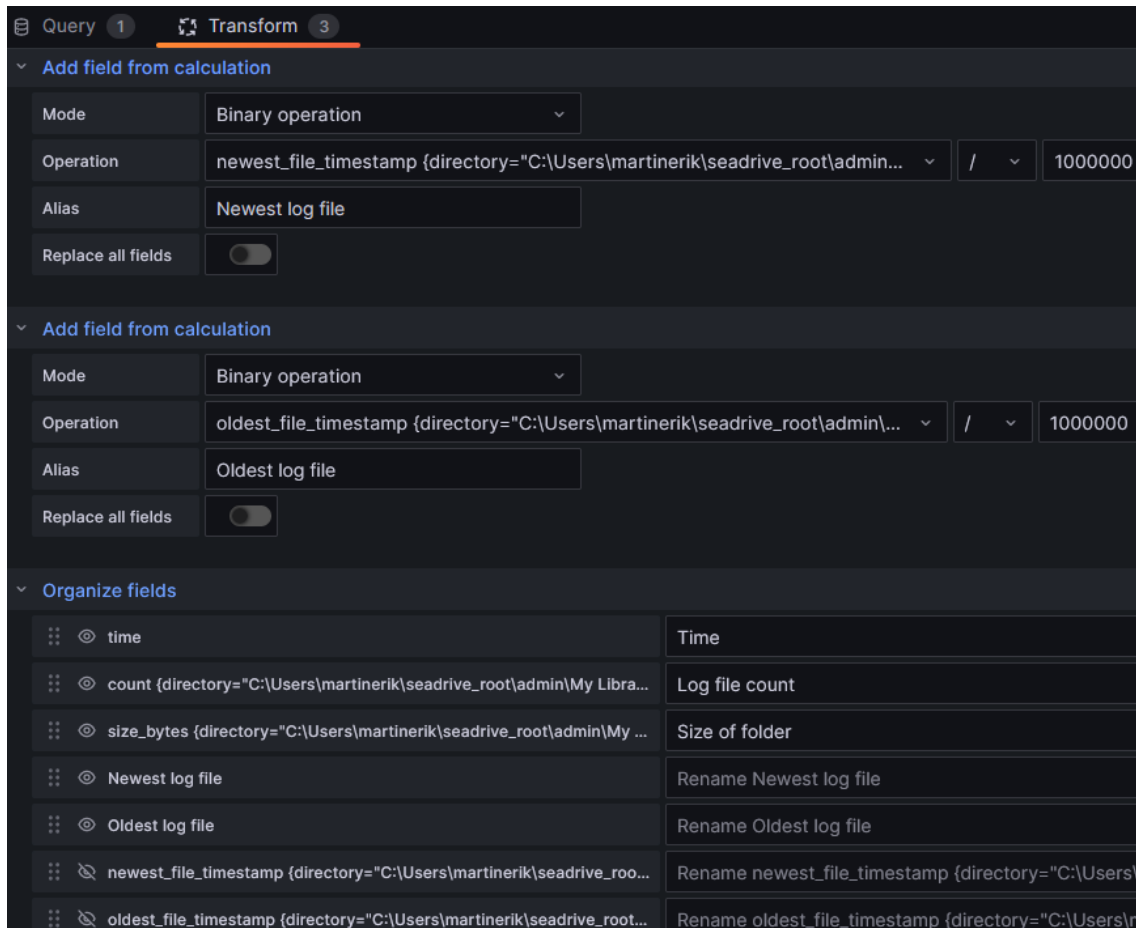 Query 1 Transform 3
Add field from calculation
Mode Binary operation
Operation newest_file_timestamp {directory="C:\Users\martinerik\seadrive_root\admin... / 1000000
Alias Newest log file
Replace all fields
Add field from calculation
Mode Binary operation
Operation oldest_file_timestamp {directory="C:\Users\martinerik\seadrive_root\admin\... / 1000000
Alias Oldest log file
Replace all fields
Organize fields
time Time
count {directory="C:\Users\martinerik\seadrive_root\admin\My Libra... Log file count
size_bytes {directory="C:\Users\martinerik\seadrive_root\admin\My ... Size of folder
Newest log file Rename Newest log file
Oldest log file Rename Oldest log file
newest_file_timestamp {directory="C:\Users\martinerik\seadrive_roo... Rename newest_file_timestamp {directory="C:\Users\
oldest_file_timestamp {directory="C:\Users\martinerik\seadrive_root... Rename oldest_file_timestamp {directory="C:\Users\